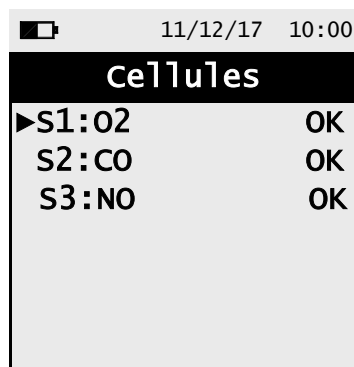 11/12/17 10:00
Cellules
►S1:O2 OK
S2:CO OK
S3:NO OK